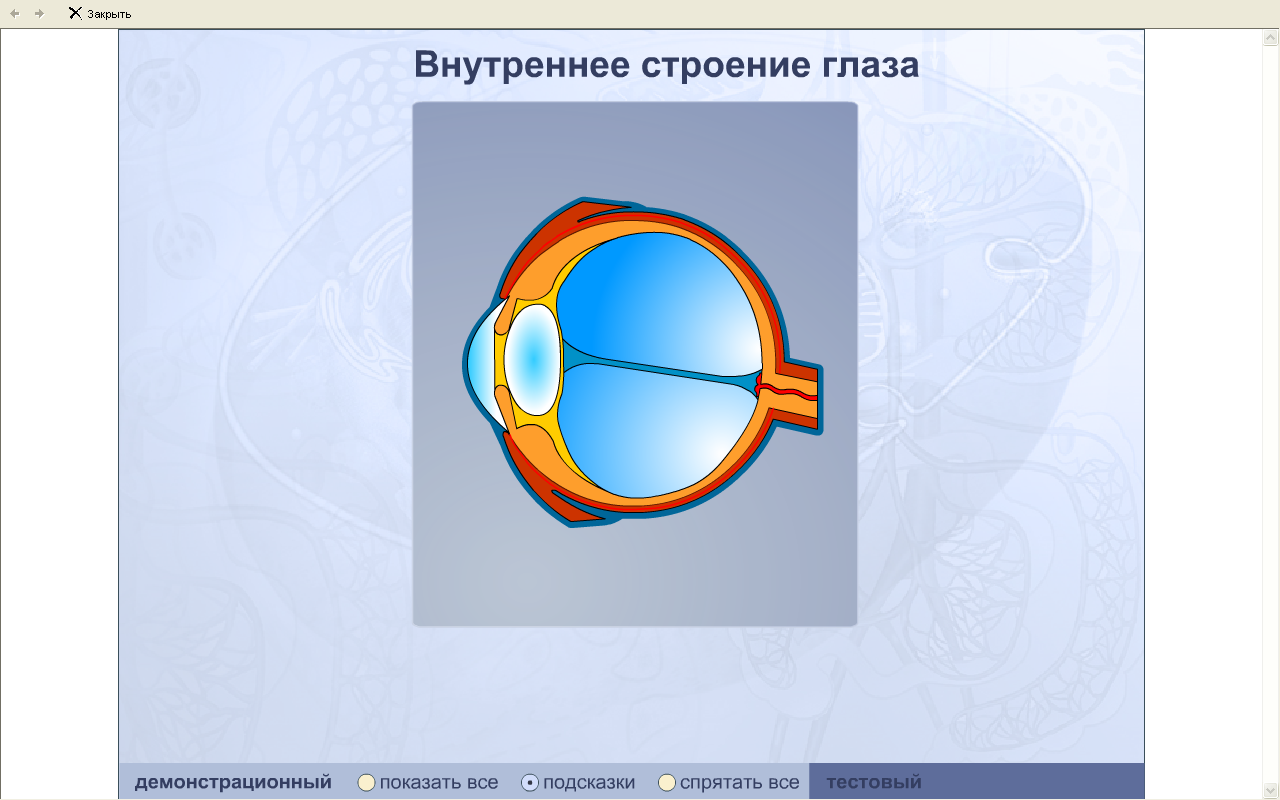 Закрыть
Внутреннее строение глаза
демонстрационный показать все подсказки спрятать все тестовый